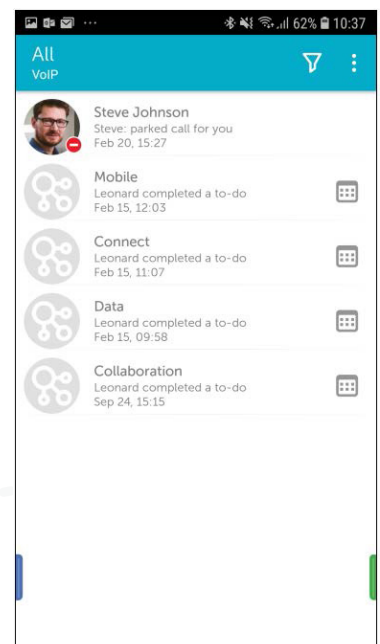 62% 10:37
All
VoIP
Steve Johnson
Steve: parked call for you
Feb 20, 15:27
Mobile
Leonard completed a to-do
Feb 15, 12:03
Connect
Leonard completed a to-do
Feb 15, 11:07
Data
Leonard completed a to-do
Feb 15, 09:58
Collaboration
Leonard completed a to-do
Sep 24, 15:15